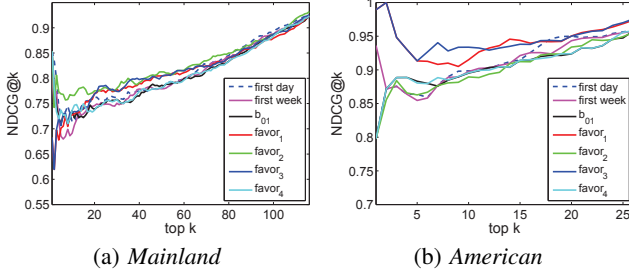 0.95
0.9
0.85
0.8
0.75
0.7
0.65
0.6
0.55
NDCG@k
20 40 60 80 100
top k
first day
first week
b01
favor1
favor2
favor3
favor4
(a) Mainland
1
0.95
0.9
0.85
0.8
0.75
0.7
NDCG@k
5 10 15 20 25
top k
first day
first week
b01
favor1
favor2
favor3
favor4
(b) American